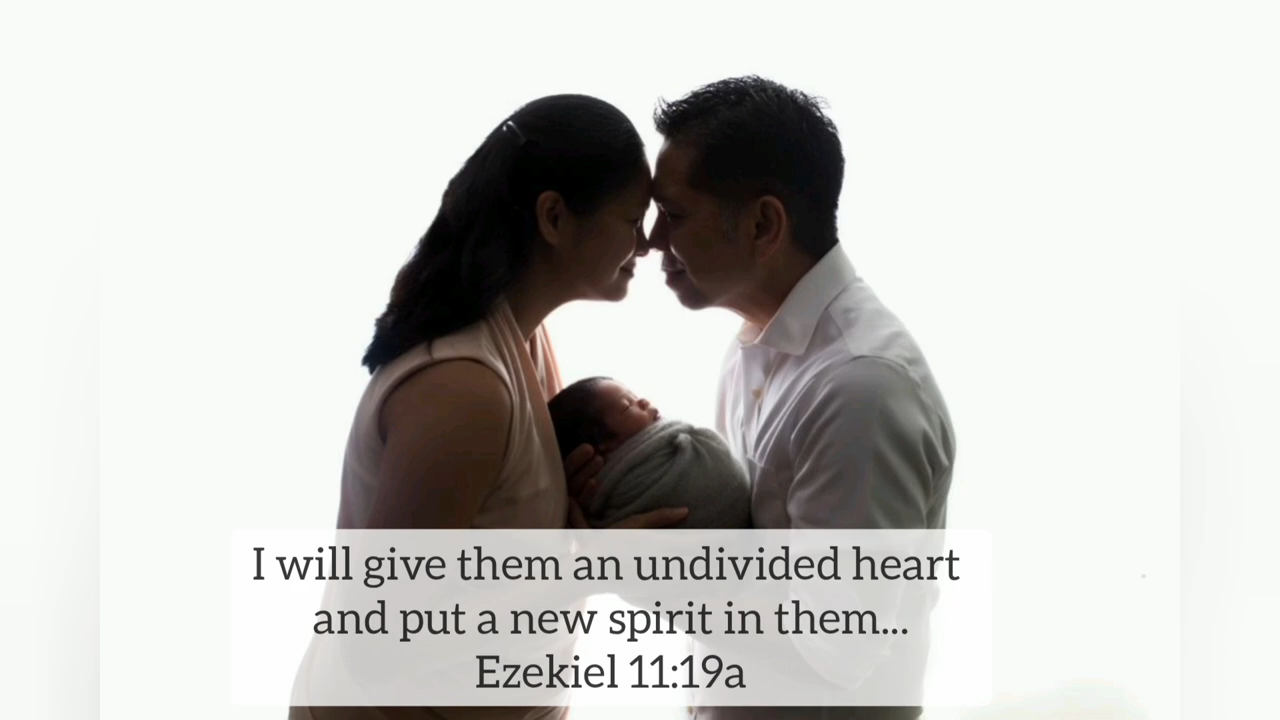 I will give them an undivided heart
and put a new spirit in them...
Ezekiel 11:19a